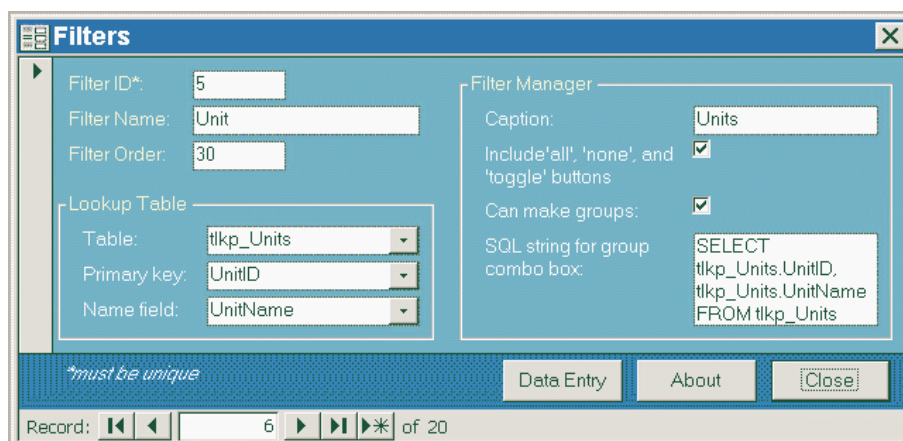 Filters
Filter ID*: 5
Filter Name: Unit
Filter Order: 30
Lookup Table
Table: tlkp_Units
Primary key: UnitID
Name field: UnitName
Filter Manager
Caption: Units
Include'all', 'none', and
'toggle' buttons
Can make groups:
SQL string for group
combo box:
SELECT
tlkp_Units.UnitID,
tlkp_Units.UnitName
FROM tlkp_Units
*must be unique
Data Entry About Close
Record: 6 of 20